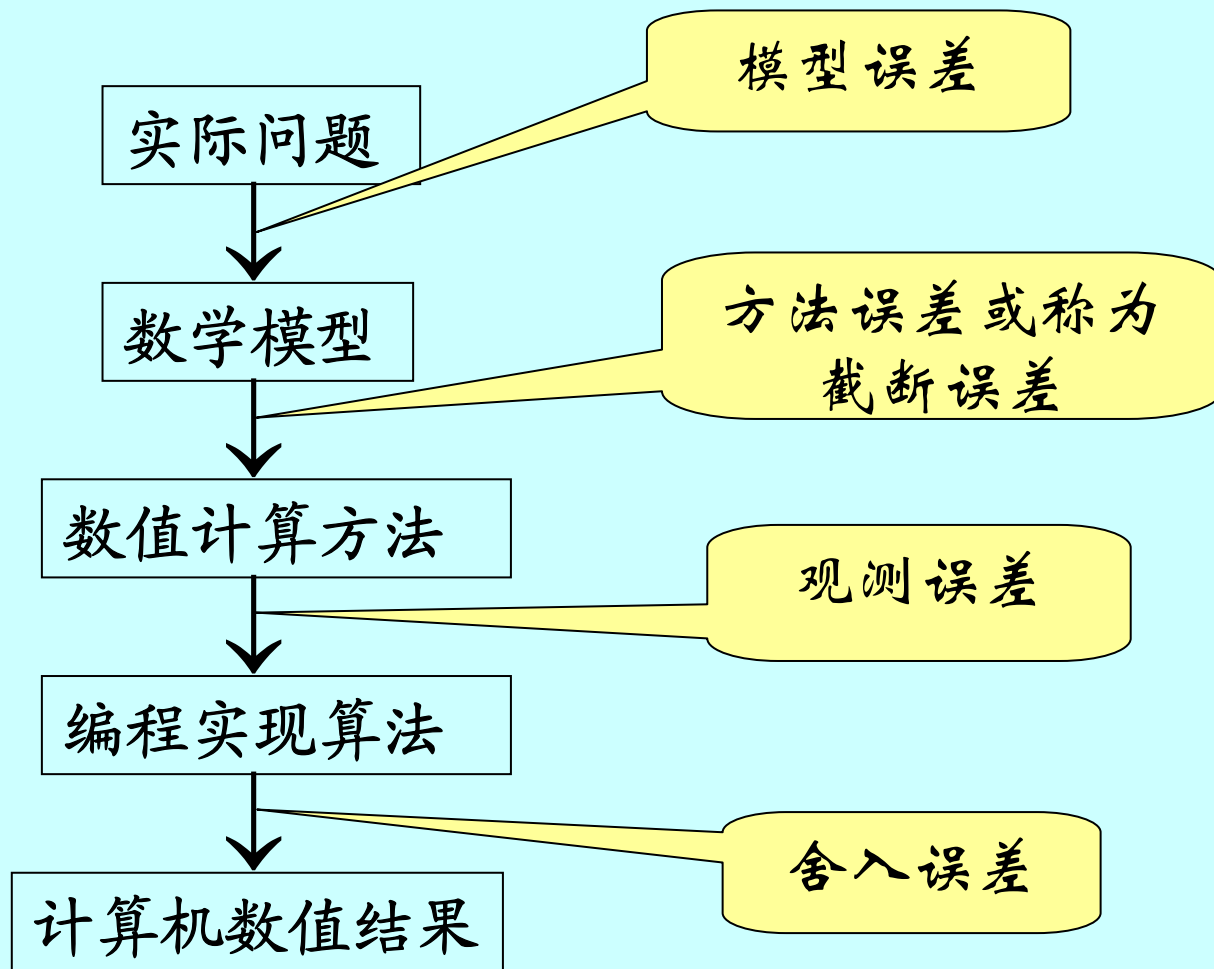 模型误差
实际问题
数学模型
方法误差或称为
截断误差
数值计算方法
观测误差
编程实现算法
舍入误差
计算机数值结果